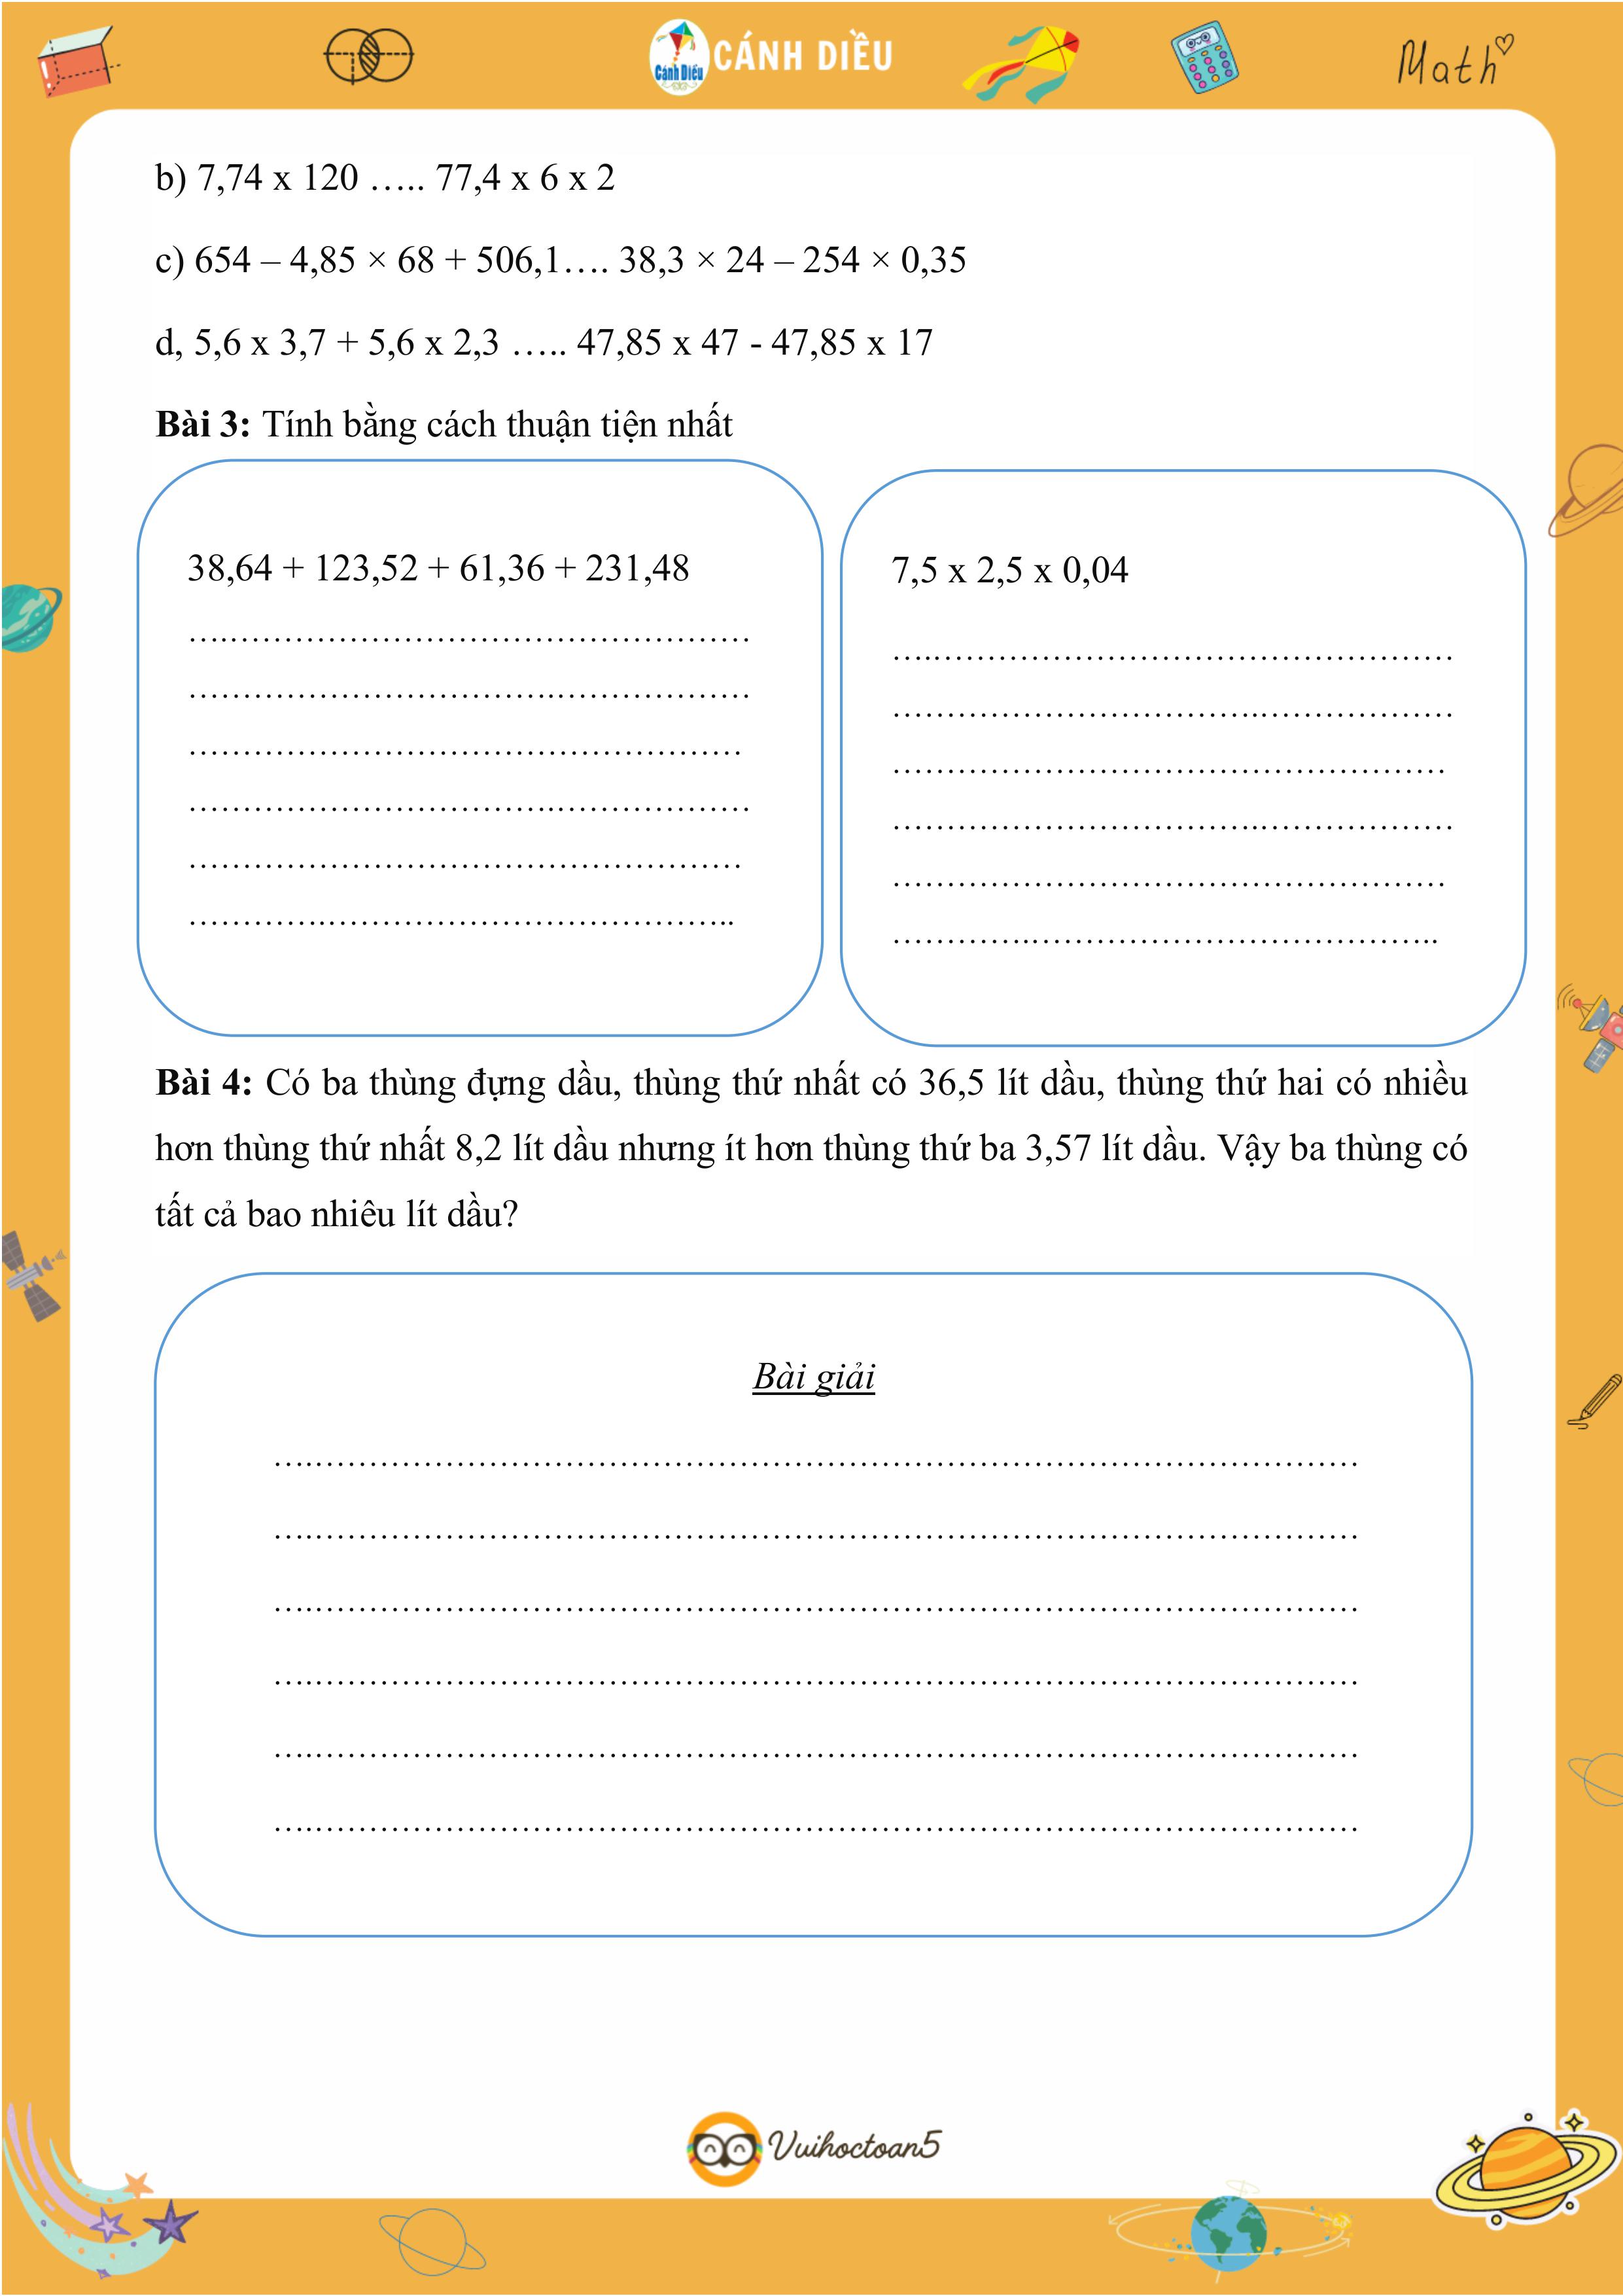 Cánh Diều CÁNH DIỀU
Math
b) 7,74 x 120 ….. 77,4 x 6 x 2
c) 654 – 4,85 × 68 + 506,1…. 38,3 × 24 – 254 × 0,35
d, 5,6 x 3,7 + 5,6 x 2,3 ….. 47,85 x 47 - 47,85 x 17
Bài 3: Tính bằng cách thuận tiện nhất
38,64 + 123,52 + 61,36 + 231,48
7,5 x 2,5 x 0,04
Bài 4: Có ba thùng đựng dầu, thùng thứ nhất có 36,5 lít dầu, thùng thứ hai có nhiều
hơn thùng thứ nhất 8,2 lít dầu nhưng ít hơn thùng thứ ba 3,57 lít dầu. Vậy ba thùng có
tất cả bao nhiêu lít dầu?
Bài giải
Vuihoctoan5